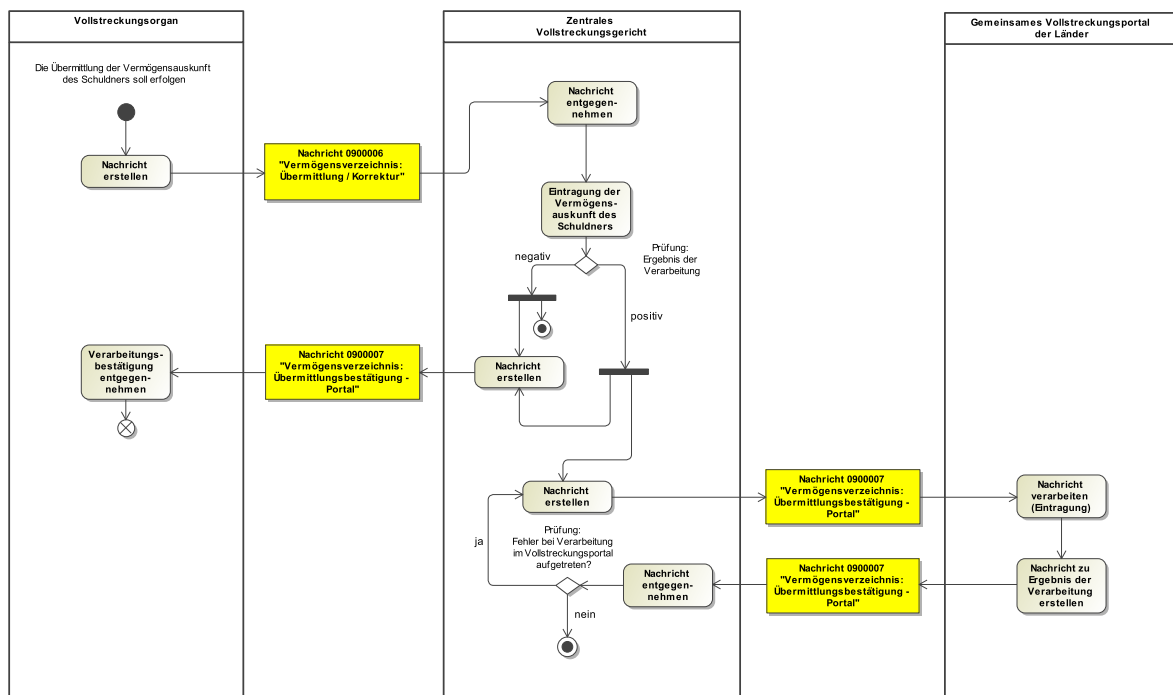 Vollstreckungsorgan
Zentrales
Vollstreckungsgericht
Gemeinsames Vollstreckungsportal
der Länder
Die Übermittlung der Vermögensauskunft
des Schuldners soll erfolgen
Nachricht
erstellen
Nachricht 0900006
"Vermögensverzeichnis:
Übermittlung / Korrektur"
Nachricht
entgegen-
nehmen
Eintragung der
Vermögens-
auskunft des
Schuldners
Prüfung:
Ergebnis der
Verarbeitung
negativ
positiv
Verarbeitungs-
bestätigung
entgegen-
nehmen
Nachricht 0900007
"Vermögensverzeichnis:
Übermittlungsbestätigung -
Portal"
Nachricht
erstellen
Nachricht
erstellen
Nachricht 0900007
"Vermögensverzeichnis:
Übermittlungsbestätigung -
Portal"
Nachricht
verarbeiten
(Eintragung)
Prüfung:
Fehler bei Verarbeitung
im Vollstreckungsportal
aufgetreten?
ja
nein
Nachricht
entgegen-
nehmen
Nachricht 0900007
"Vermögensverzeichnis:
Übermittlungsbestätigung -
Portal"
Nachricht zu
Ergebnis der
Verarbeitung
erstellen